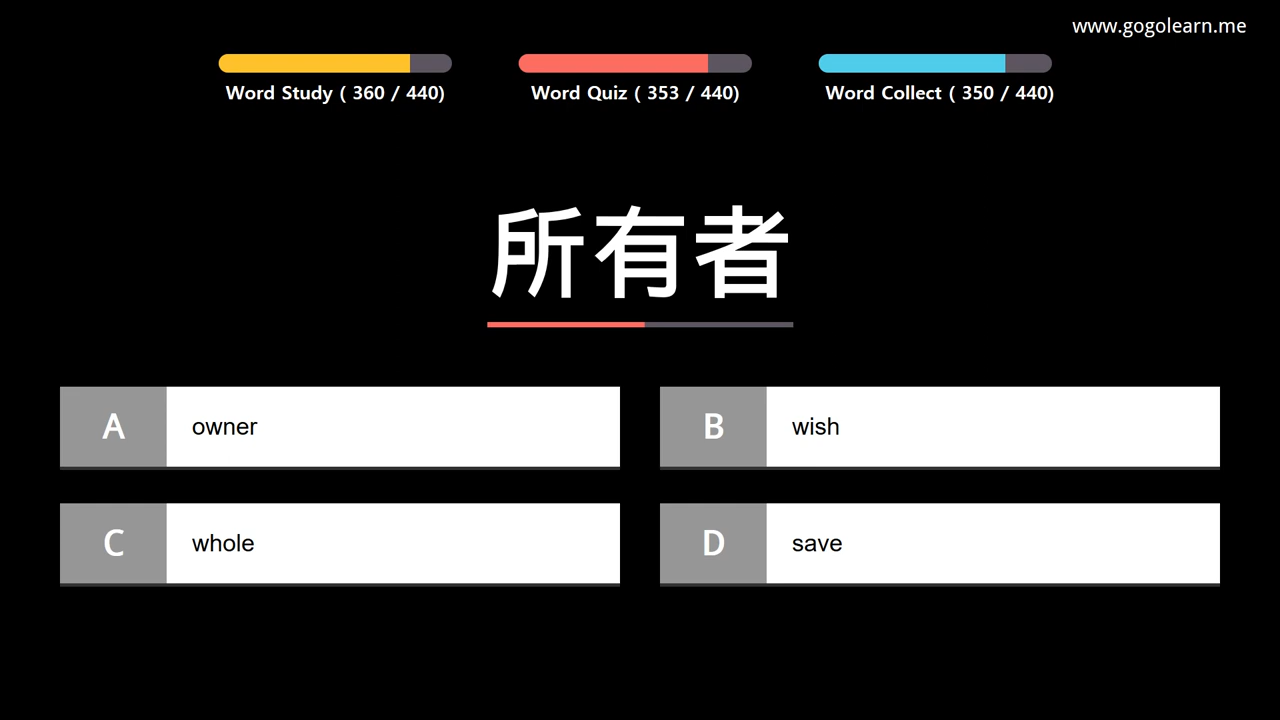 www.gogolearn.me
Word Study ( 360 / 440)
Word Quiz ( 353 / 440)
Word Collect ( 350 / 440)
所有者
A owner
B wish
C whole
D save